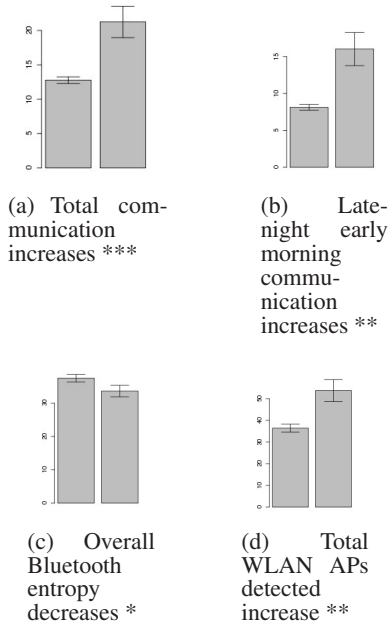 20
15
10
5
0
15
10
5
0
(a) Total com-
munication
increases ***
(b) Late-
night early
morning
commu-
nication
increases **
30
20
10
0
50
40
30
20
10
0
(c) Overall
Bluetooth
entropy
decreases *
(d) Total
WLAN APs
detected
increase **